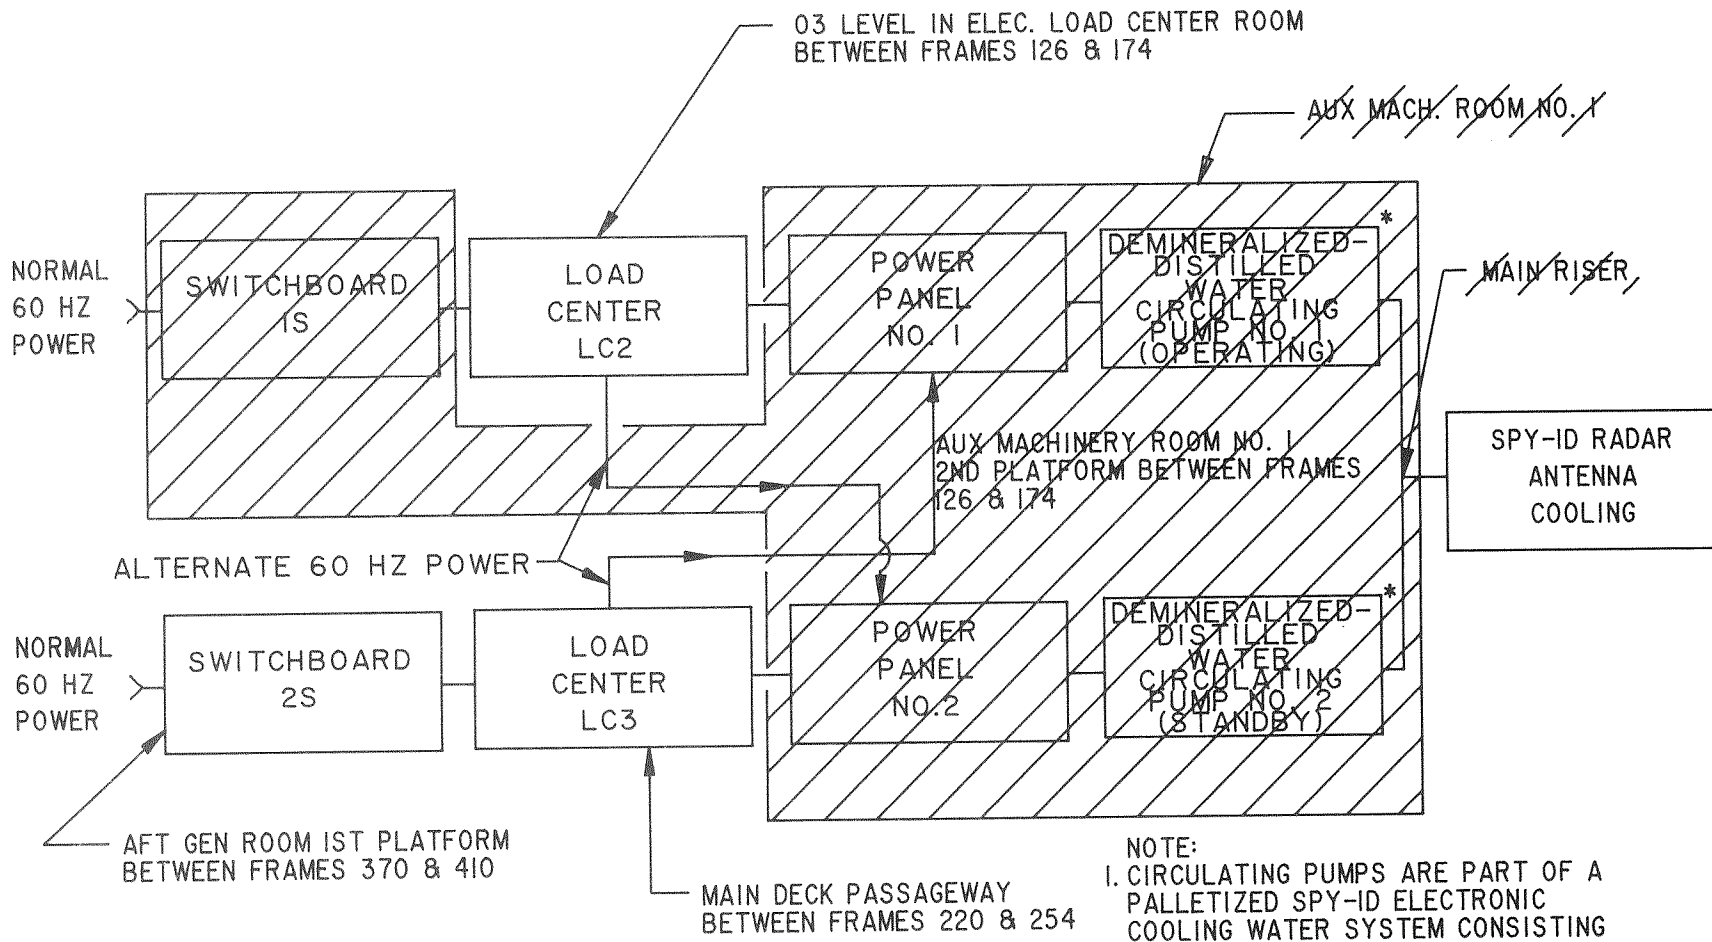 03 LEVEL IN ELEC. LOAD CENTER ROOM
BETWEEN FRAMES 126 & 174
AUX MACH. ROOM NO. 1
NORMAL
60 HZ
POWER
SWITCHBOARD
1S
LOAD
CENTER
LC2
POWER
PANEL
NO. 1
*
DEMINERALIZED-
DISTILLED
WATER
CIRCULATING
PUMP NO. 1
(OPERATING)
MAIN RISER
AUX MACHINERY ROOM NO. 1
2ND PLATFORM BETWEEN FRAMES
126 & 174
SPY-1D RADAR
ANTENNA
COOLING
ALTERNATE 60 HZ POWER
NORMAL
60 HZ
POWER
SWITCHBOARD
2S
LOAD
CENTER
LC3
POWER
PANEL
NO.2
*
DEMINERALIZED-
DISTILLED
WATER
CIRCULATING
PUMP NO. 2
(STANDBY)
AFT GEN ROOM 1ST PLATFORM
BETWEEN FRAMES 370 & 410
MAIN DECK PASSAGEWAY
BETWEEN FRAMES 220 & 254
NOTE:
1. CIRCULATING PUMPS ARE PART OF A
PALLETIZED SPY-1D ELECTRONIC
COOLING WATER SYSTEM CONSISTING